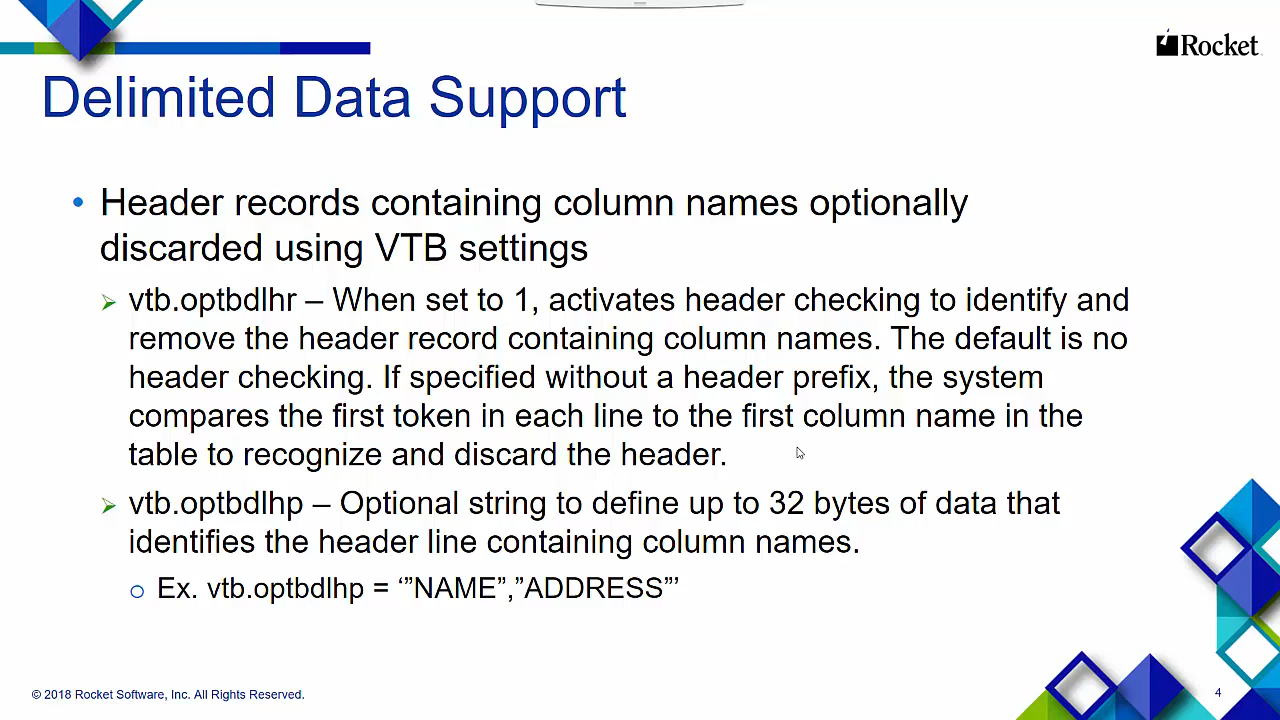 Rocket
Delimited Data Support
• Header records containing column names optionally
discarded using VTB settings
➢ vtb.optbdlhr – When set to 1, activates header checking to identify and
remove the header record containing column names. The default is no
header checking. If specified without a header prefix, the system
compares the first token in each line to the first column name in the
table to recognize and discard the header.
➢ vtb.optbdlhp – Optional string to define up to 32 bytes of data that
identifies the header line containing column names.
o Ex. vtb.optbdlhp = ‘”NAME”,”ADDRESS”’
© 2018 Rocket Software, Inc. All Rights Reserved.
4